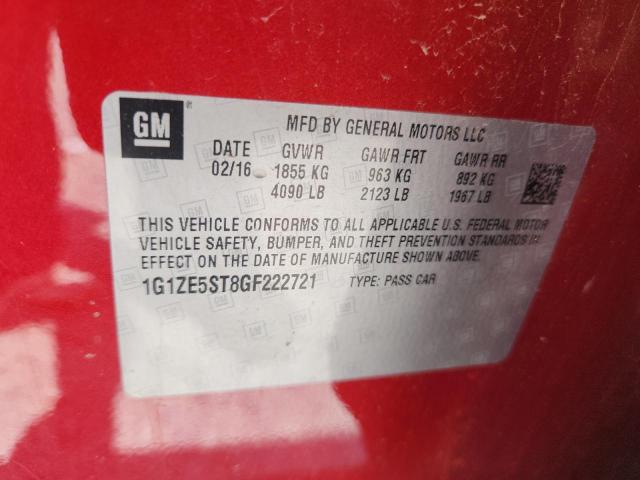 GM
MFD BY GENERAL MOTORS LLC
DATE GVWR GAWR FRT GAWR RR
02/16 1855 KG 963 KG 892 KG
4090 LB 2123 LB 1967 LB
THIS VEHICLE CONFORMS TO ALL APPLICABLE U.S. FEDERAL MOTOR
VEHICLE SAFETY, BUMPER, AND THEFT PREVENTION STANDARDS IN
EFFECT ON THE DATE OF MANUFACTURE SHOWN ABOVE.
1G1ZE5ST8GF222721 TYPE: PASS CAR